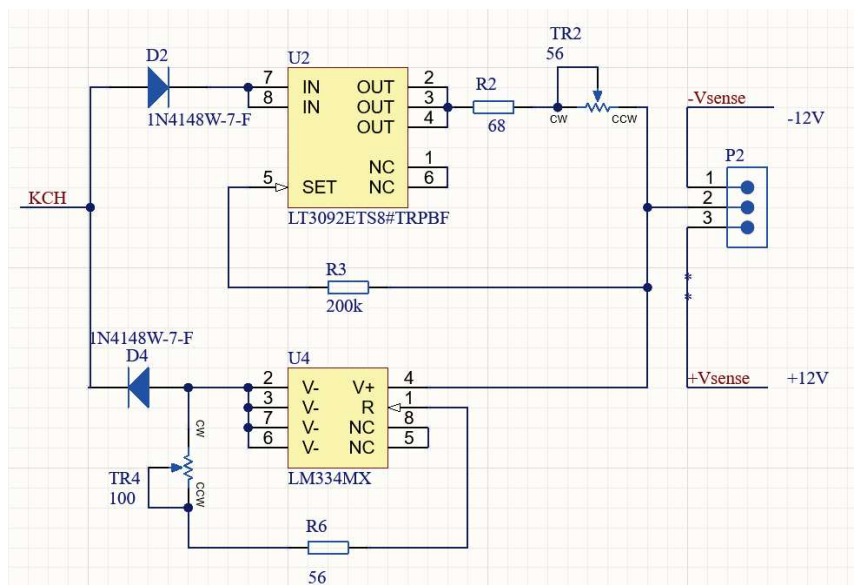 TR2
56
D2
U2
1N4148W-7-F
7 IN OUT 2
8 IN OUT 3
OUT 4
NC 1
5 SET NC 6
LT3092ETS8#TRPBF
R2
68
CW
CCW
-Vsense
-12V
P2
1
2
3
KCH
R3
200k
*
*
1N4148W-7-F
D4
U4
2 V- V+ 4
3 V- R 1
7 V- NC 8
6 V- NC 5
LM334MX
+Vsense +12V
CW
TR4
100
CCW
R6
56